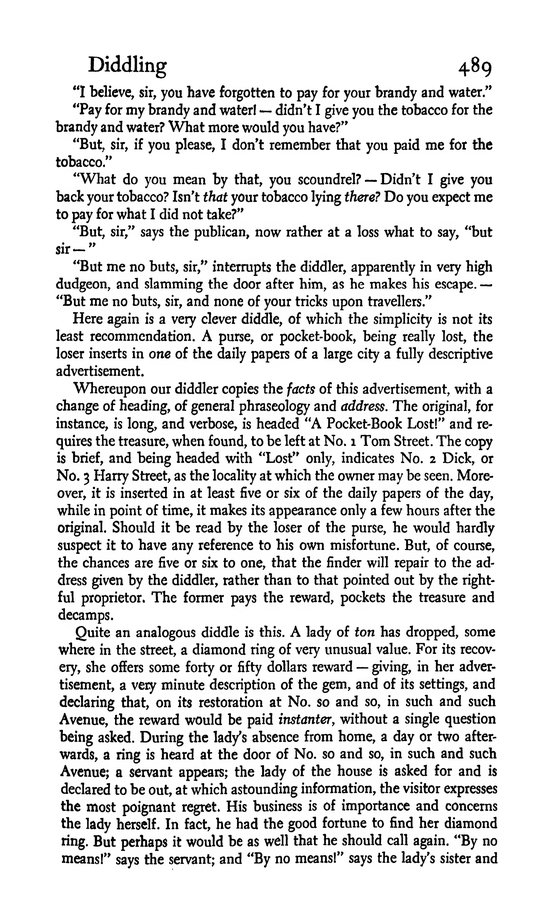 Diddling 489
“I believe, sir, you have forgotten to pay for your brandy and water.”
“Pay for my brandy and water! — didn’t I give you the tobacco for the
brandy and water? What more would you have?”
“But, sir, if you please, I don’t remember that you paid me for the
tobacco.”
“What do you mean by that, you scoundrel? — Didn’t I give you
back your tobacco? Isn’t that your tobacco lying there? Do you expect me
to pay for what I did not take?”
“But, sir,” says the publican, now rather at a loss what to say, “but
sir — ”
“But me no buts, sir,” interrupts the diddler, apparently in very high
dudgeon, and slamming the door after him, as he makes his escape. —
“But me no buts, sir, and none of your tricks upon travellers.”
Here again is a very clever diddle, of which the simplicity is not its
least recommendation. A purse, or pocket-book, being really lost, the
loser inserts in one of the daily papers of a large city a fully descriptive
advertisement.
Whereupon our diddler copies the facts of this advertisement, with a
change of heading, of general phraseology and address. The original, for
instance, is long, and verbose, is headed “A Pocket-Book Lost!” and re-
quires the treasure, when found, to be left at No. 1 Tom Street. The copy
is brief, and being headed with “Lost” only, indicates No. 2 Dick, or
No. 3 Harry Street, as the locality at which the owner may be seen. More-
over, it is inserted in at least five or six of the daily papers of the day,
while in point of time, it makes its appearance only a few hours after the
original. Should it be read by the loser of the purse, he would hardly
suspect it to have any reference to his own misfortune. But, of course,
the chances are five or six to one, that the finder will repair to the ad-
dress given by the diddler, rather than to that pointed out by the right-
ful proprietor. The former pays the reward, pockets the treasure and
decamps.
Quite an analogous diddle is this. A lady of ton has dropped, some
where in the street, a diamond ring of very unusual value. For its recov-
ery, she offers some forty or fifty dollars reward — giving, in her adver-
tisement, a very minute description of the gem, and of its settings, and
declaring that, on its restoration at No. so and so, in such and such
Avenue, the reward would be paid instanter, without a single question
being asked. During the lady’s absence from home, a day or two after-
wards, a ring is heard at the door of No. so and so, in such and such
Avenue; a servant appears; the lady of the house is asked for and is
declared to be out, at which astounding information, the visitor expresses
the most poignant regret. His business is of importance and concerns
the lady herself. In fact, he had the good fortune to find her diamond
ring. But perhaps it would be as well that he should call again. “By no
means!” says the servant; and “By no means!” says the lady’s sister and